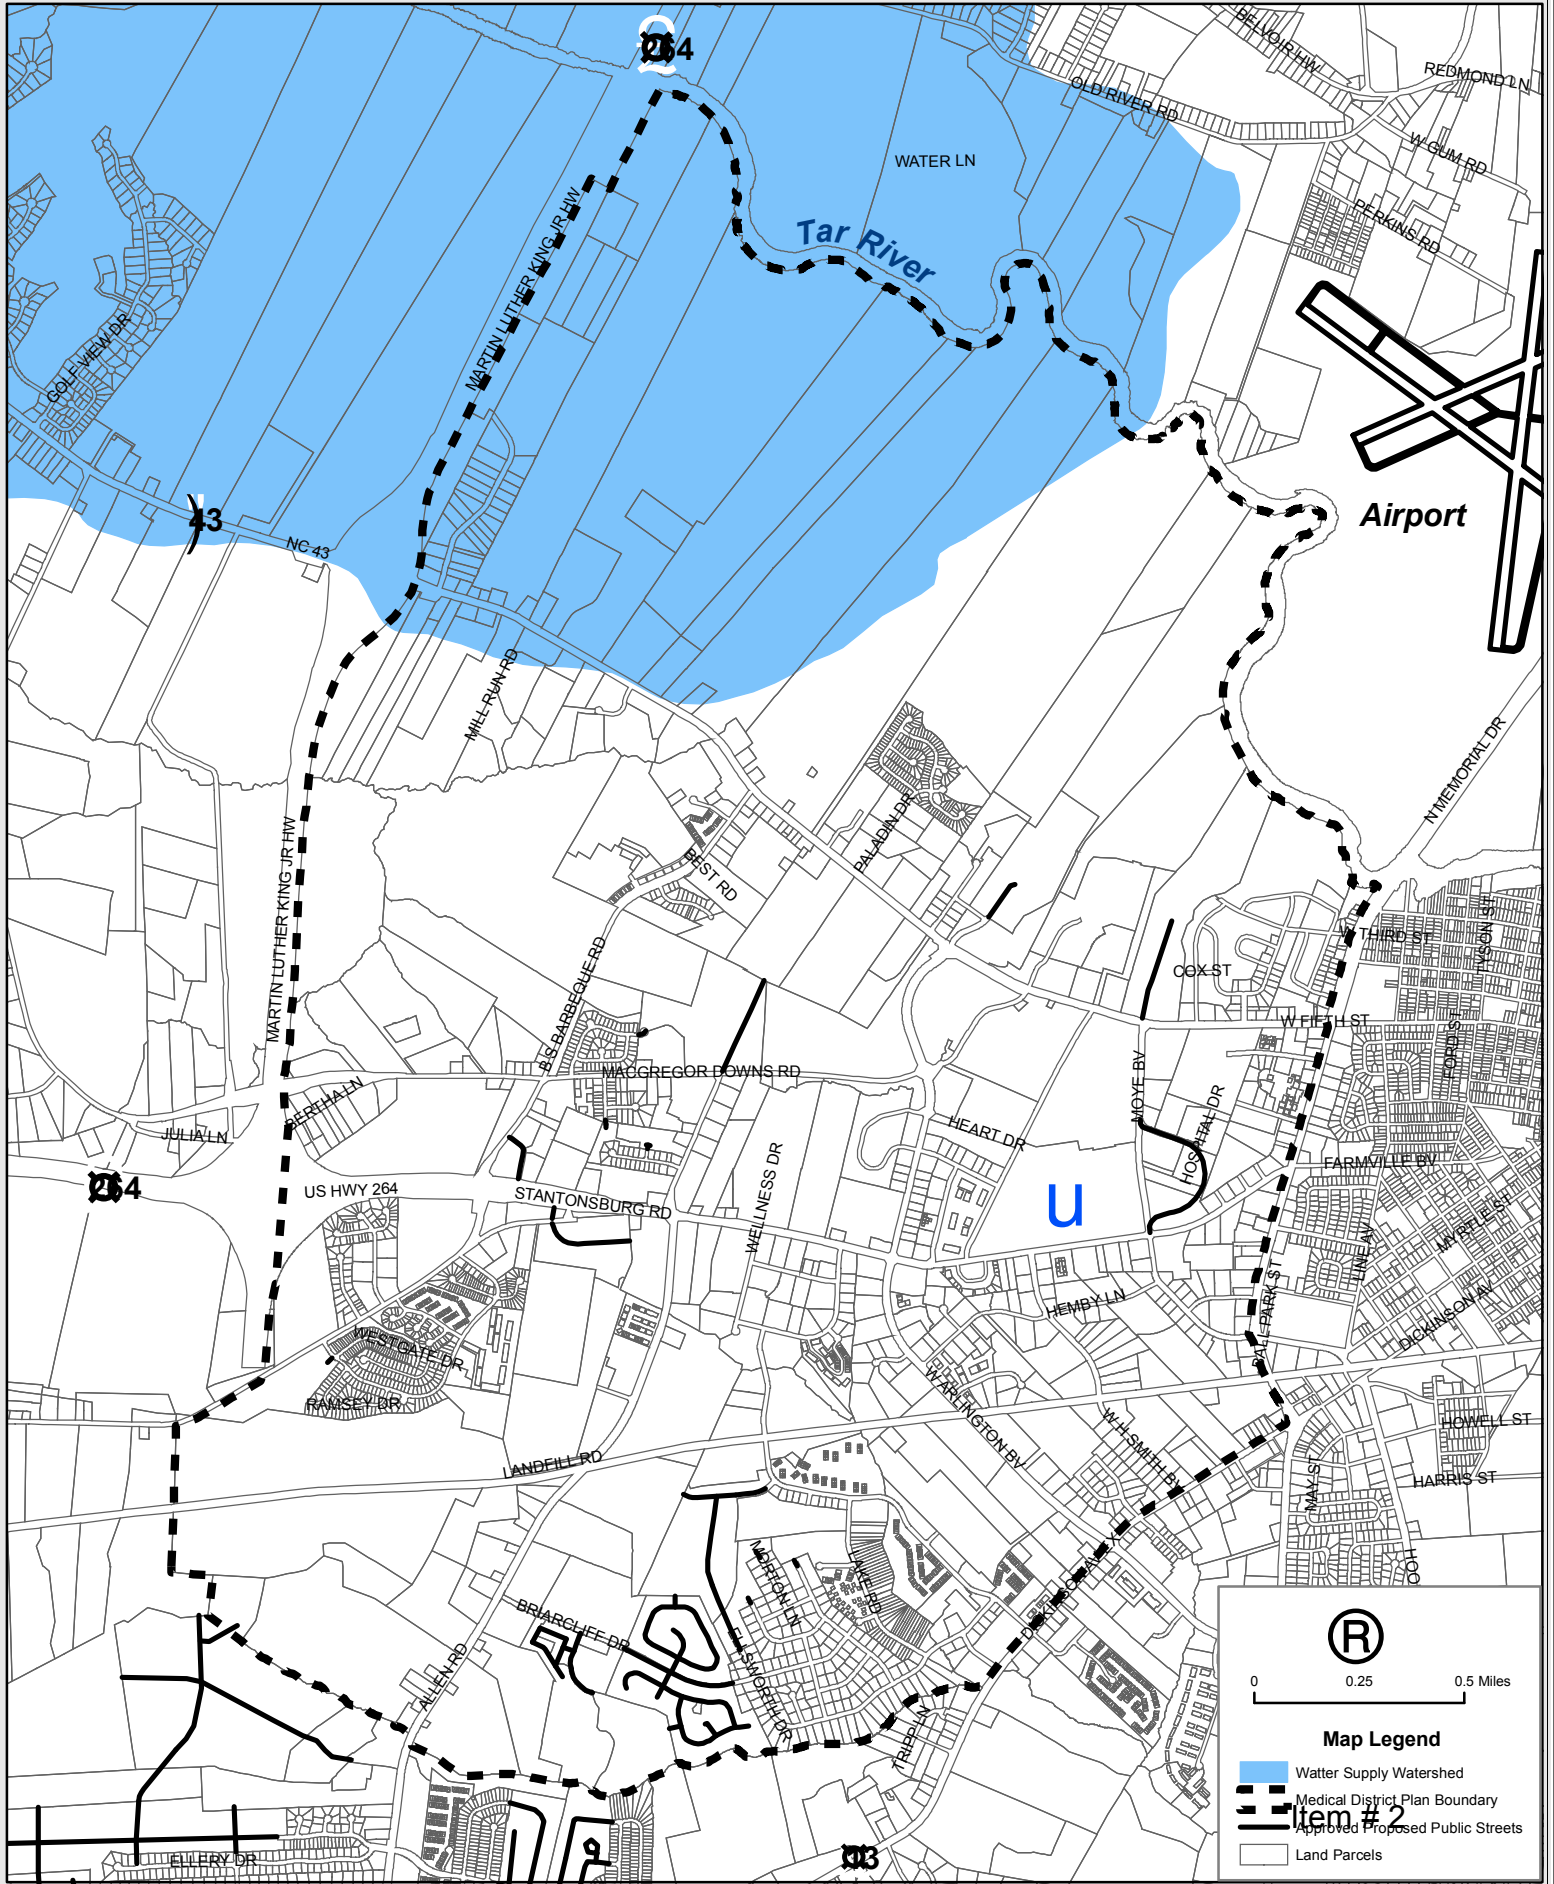 264
BELVOIR HW
REDMOND LN
OLD RIVER RD
W GUM RD
WATER LN
PERKINS RD
Tar River
MARTIN LUTHER KING JR HW
GOLF VIEW DR
43
NC 43
Airport
MILL RUN RD
N MEMORIAL DR
PALADIN DR
MARTIN LUTHER KING JR HW
BEST RD
TYSON ST
W THIRD ST
B S BARBEQUE RD
COX ST
W FIFTH ST
FORD ST
MACGREGOR DOWNS RD
MOYE BV
BERTHA LN
HOSPITAL DR
JULIA LN
HEART DR
FARMVILLE BV
264
US HWY 264
STANTONSBURG RD
WELLNESS DR
u
MYRTLE ST
LINE AV
HEMBY LN
BALL PARK ST
DICKINSON AV
WESTGATE DR
W ARLINGTON BV
RAMSEY DR
W H SMITH BV
HOWELL ST
LANDFILL RD
MAY ST
HARRIS ST
MORTON LN
LAKE RD
DICKINSON AVE X
HOO
BRIARCLIFF DR
ELLSWORTH DR
ALLEN RD
TRIPP LN
ELLERY DR
13
R
0 0.25 0.5 Miles
Map Legend
Watter Supply Watershed
Medical District Plan Boundary
Item # 2
Approved Proposed Public Streets
Land Parcels